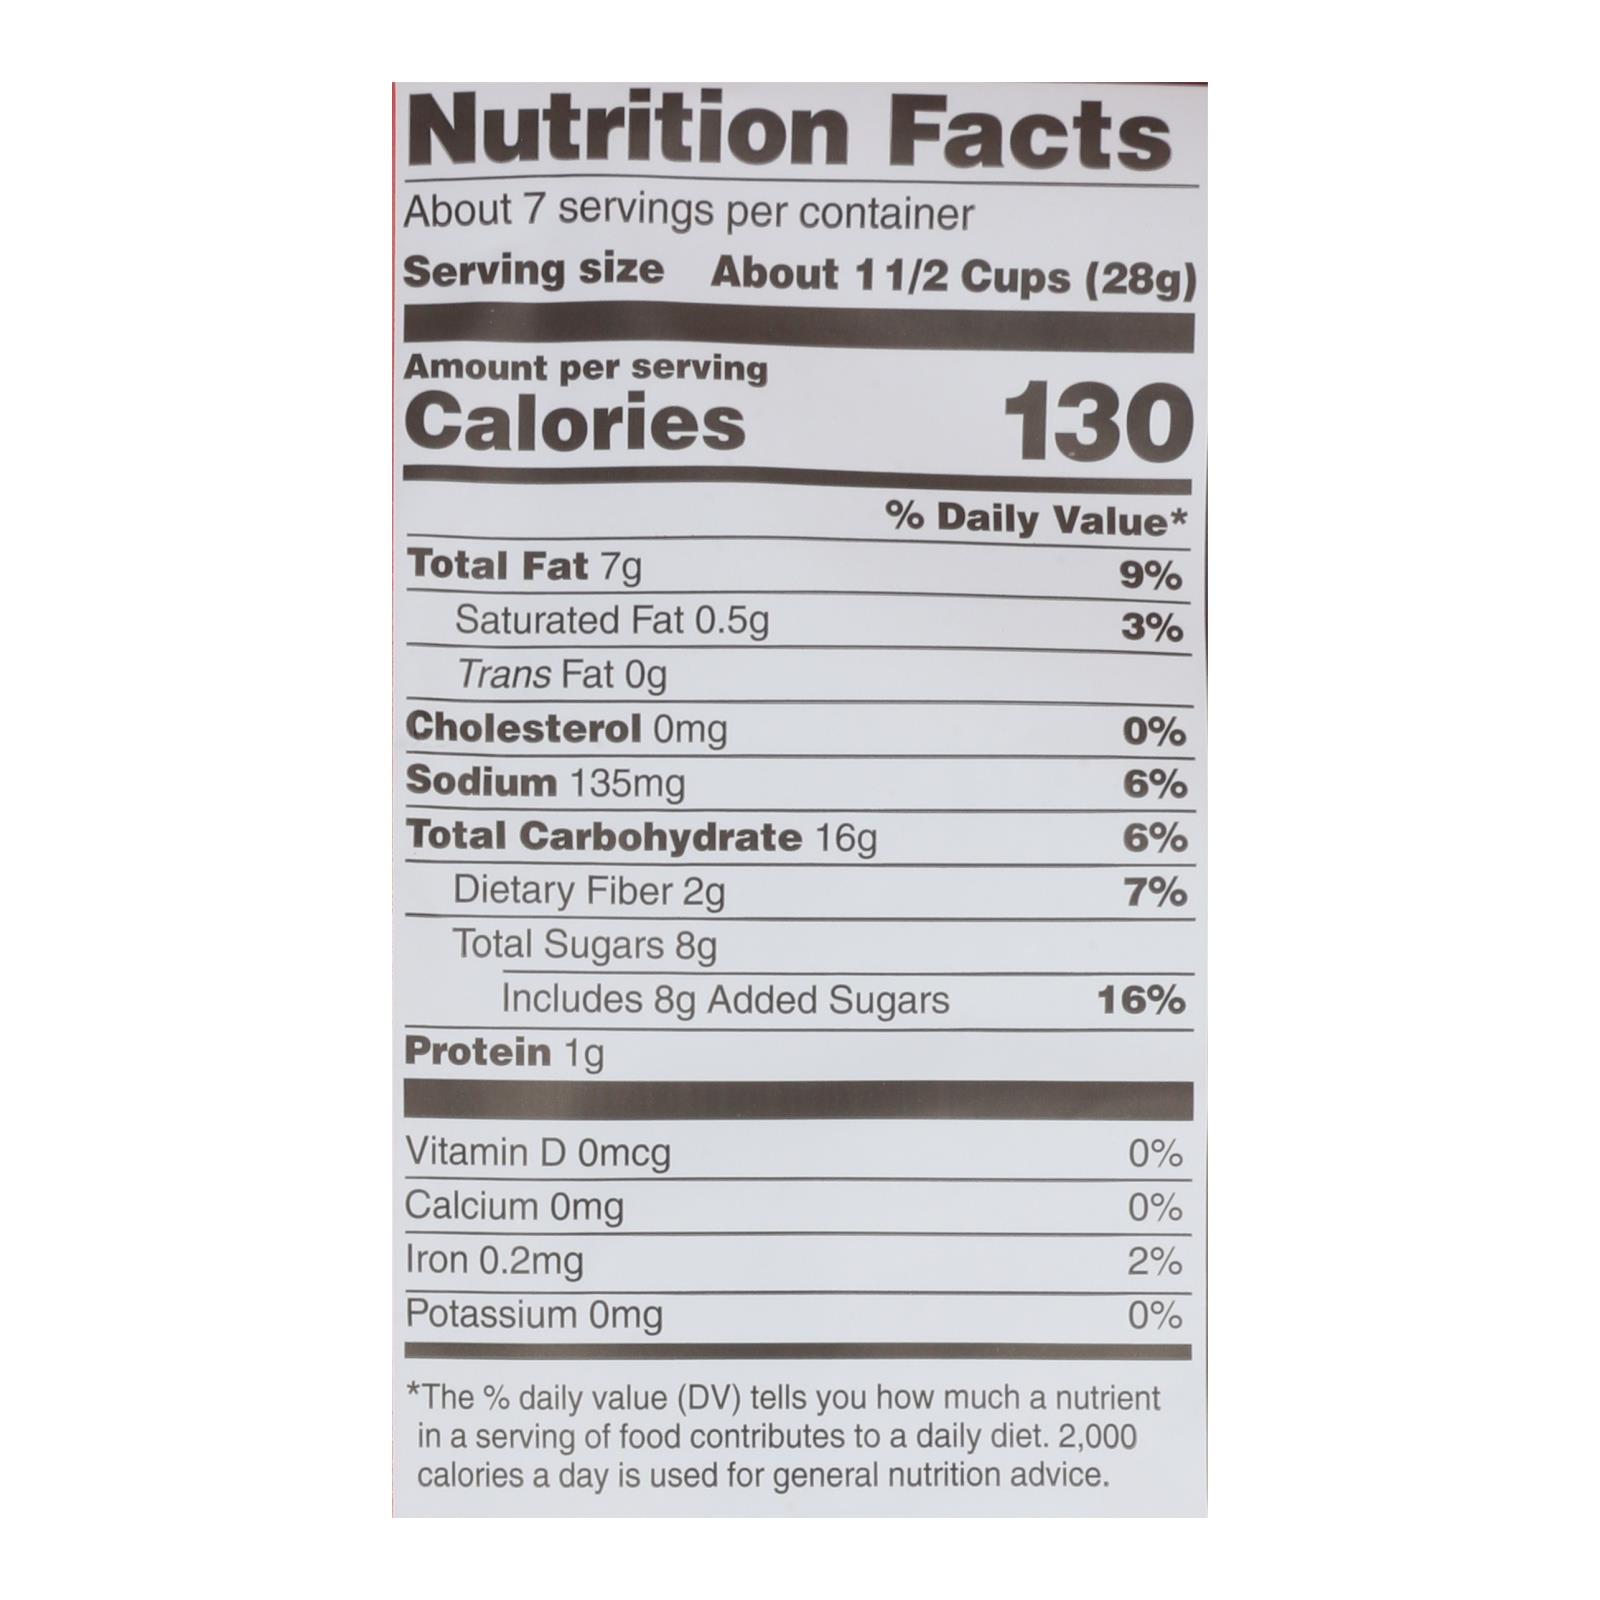 Nutrition Facts
About 7 servings per container
Serving size About 1 1/2 Cups (28g)
Amount per serving
Calories 130
% Daily Value*
Total Fat 7g 9%
Saturated Fat 0.5g 3%
Trans Fat 0g
Cholesterol 0mg 0%
Sodium 135mg 6%
Total Carbohydrate 16g 6%
Dietary Fiber 2g 7%
Total Sugars 8g
Includes 8g Added Sugars 16%
Protein 1g
Vitamin D 0mcg 0%
Calcium 0mg 0%
Iron 0.2mg 2%
Potassium 0mg 0%
*The % daily value (DV) tells you how much a nutrient
in a serving of food contributes to a daily diet. 2,000
calories a day is used for general nutrition advice.